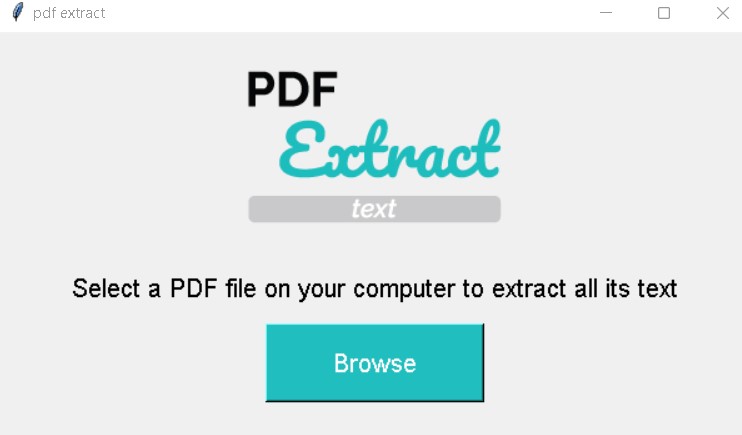 pdf extract
PDF
Extract
text
Select a PDF file on your computer to extract all its text
Browse